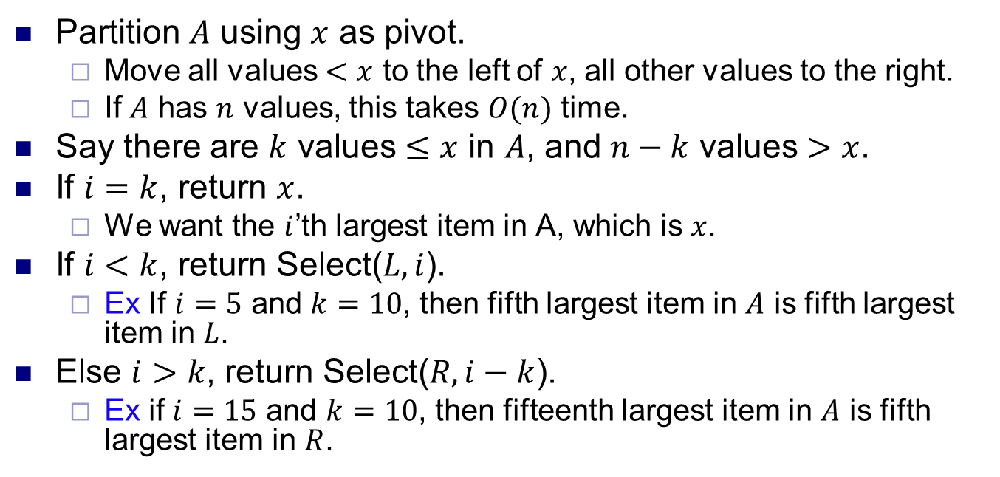 Partition A using x as pivot.
Move all values < x to the left of x, all other values to the right.
If A has n values, this takes O(n) time.
Say there are k values ≤ x in A, and n − k values > x.
If i = k, return x.
We want the i’th largest item in A, which is x.
If i < k, return Select(L, i).
Ex If i = 5 and k = 10, then fifth largest item in A is fifth largest
item in L.
Else i > k, return Select(R, i − k).
Ex if i = 15 and k = 10, then fifteenth largest item in A is fifth
largest item in R.